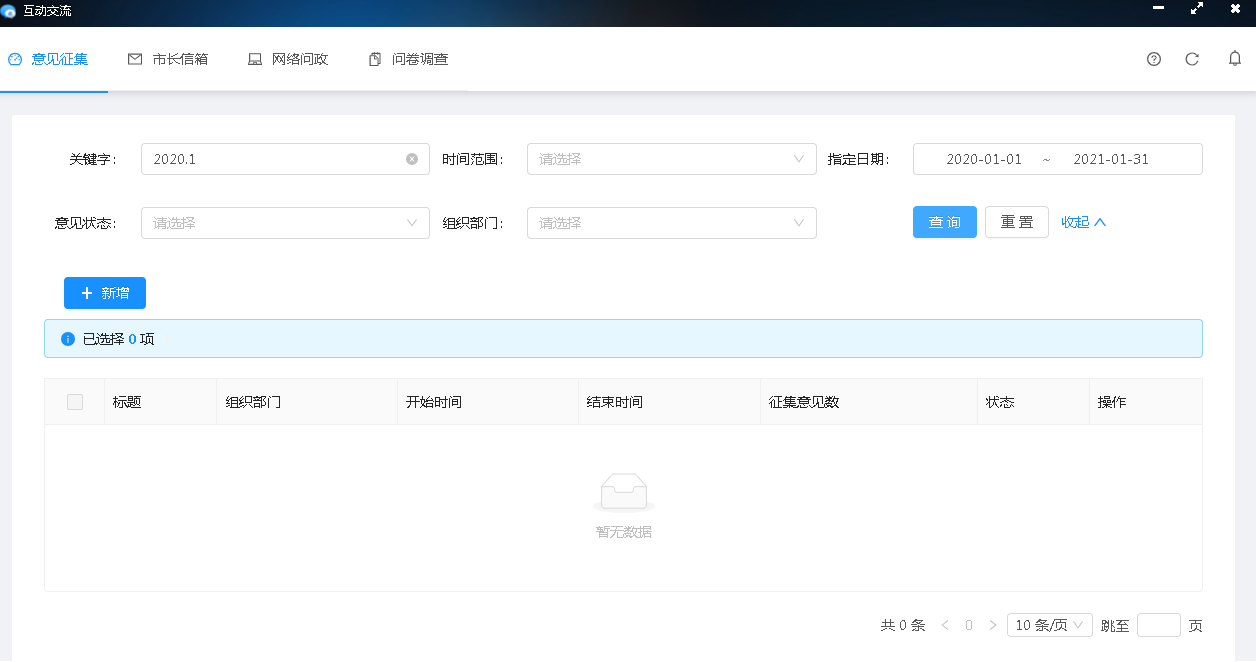 互动交流
意见征集 市长信箱 网络问政 问卷调查
关键字: 2020.1 时间范围: 请选择 指定日期: 2020-01-01 ~ 2021-01-31
意见状态: 请选择 组织部门: 请选择 查 询 重 置 收起
+ 新增
已选择 0 项
标题 组织部门 开始时间 结束时间 征集意见数 状态 操作
暂无数据
共 0 条 < 0 > 10 条/页 跳至 页